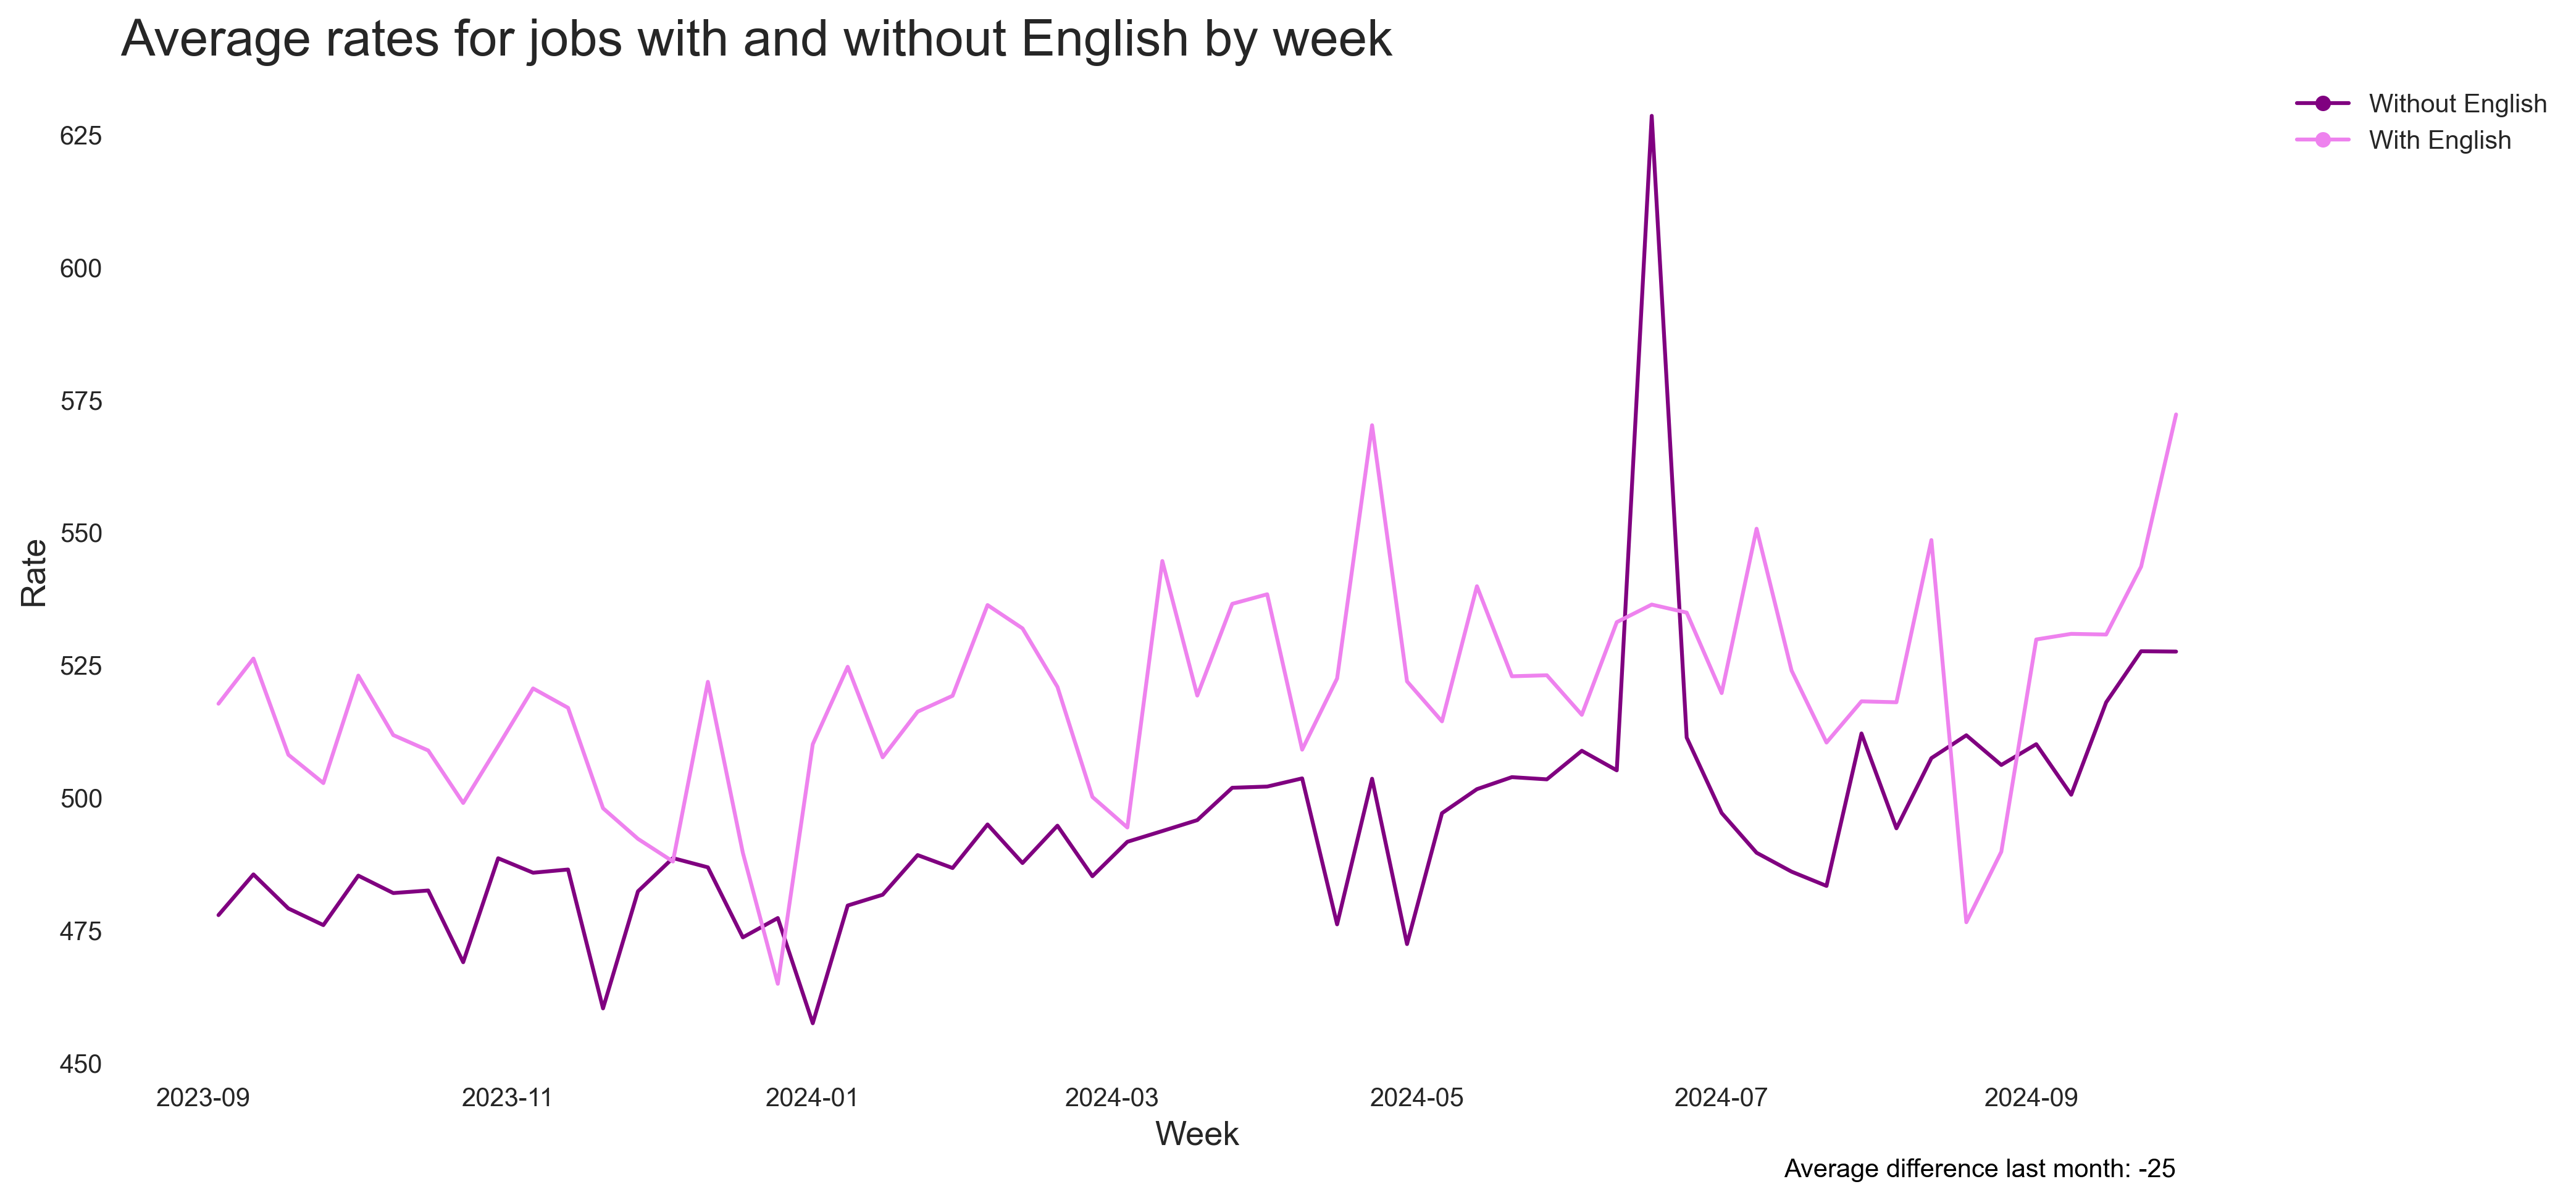 Average rates for jobs with and without English by week
Without English
With English
625
600
575
550
525
500
475
450
Rate
2023-09
2023-11
2024-01
2024-03
2024-05
2024-07
2024-09
Week
Average difference last month: -25